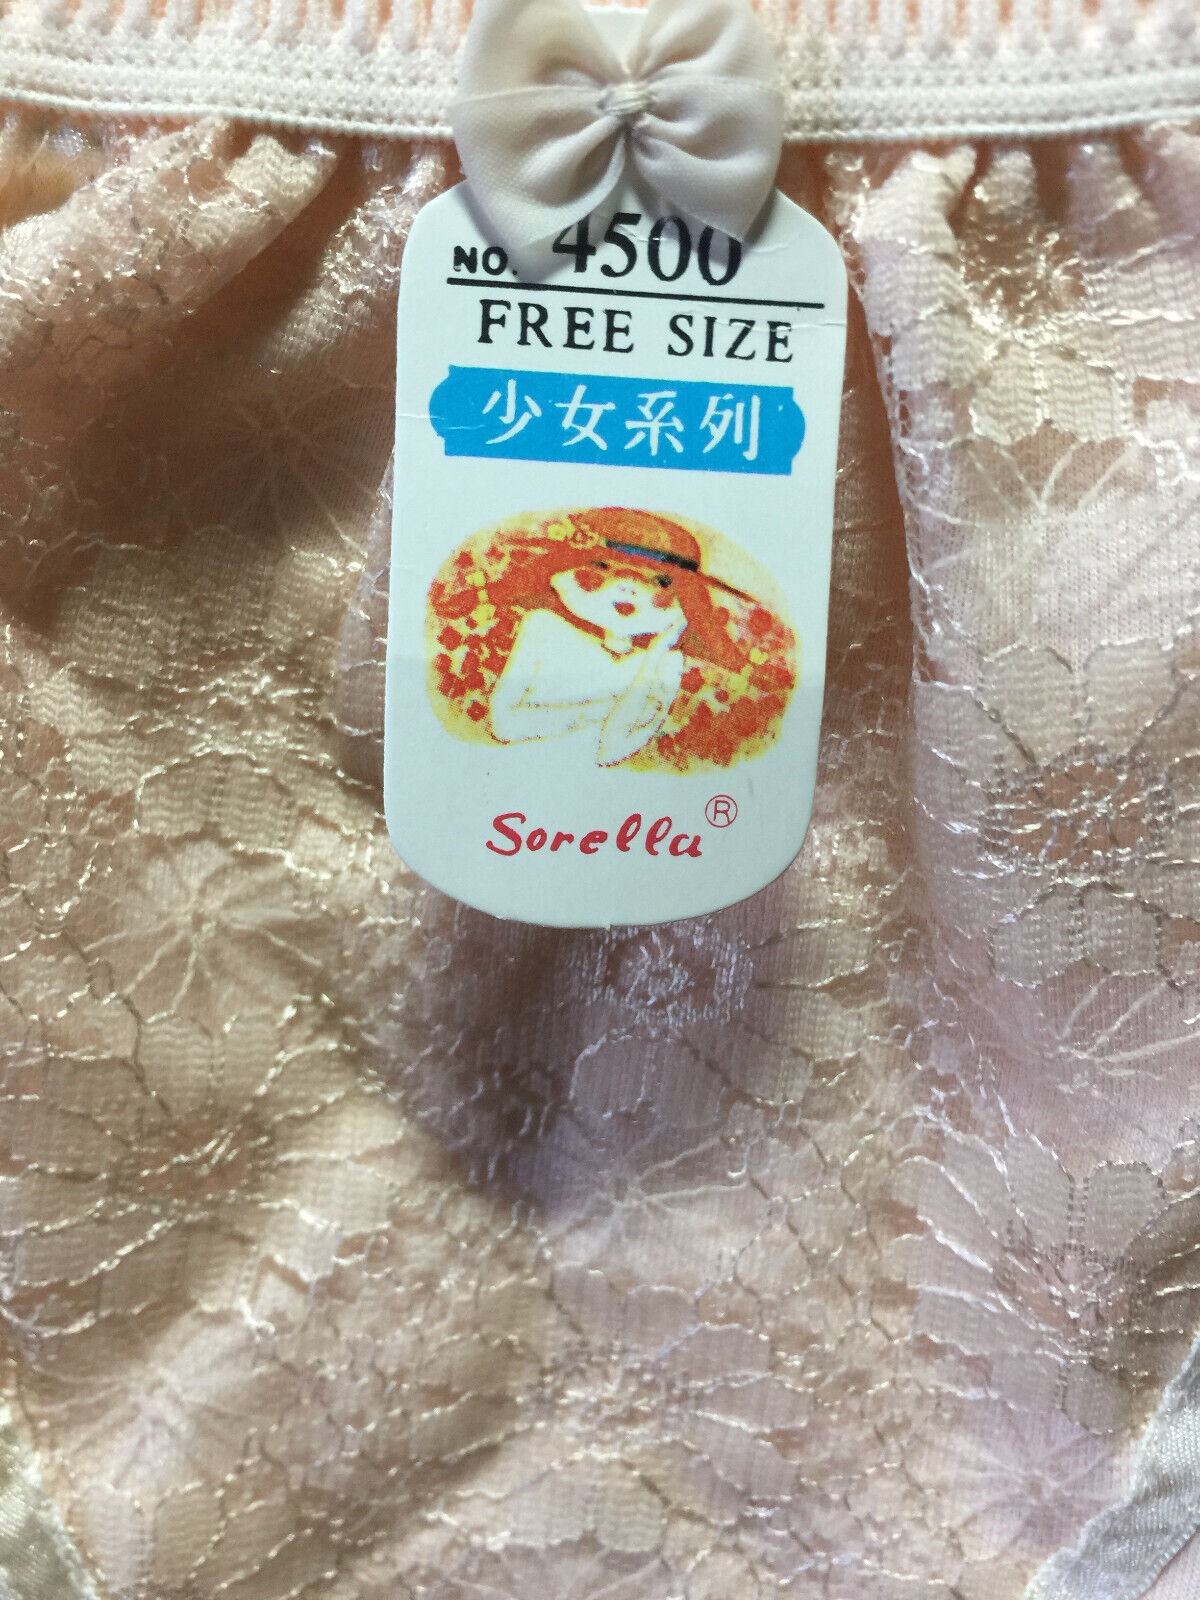 NO. 4500
FREE SIZE
少女系列
Sorella ®